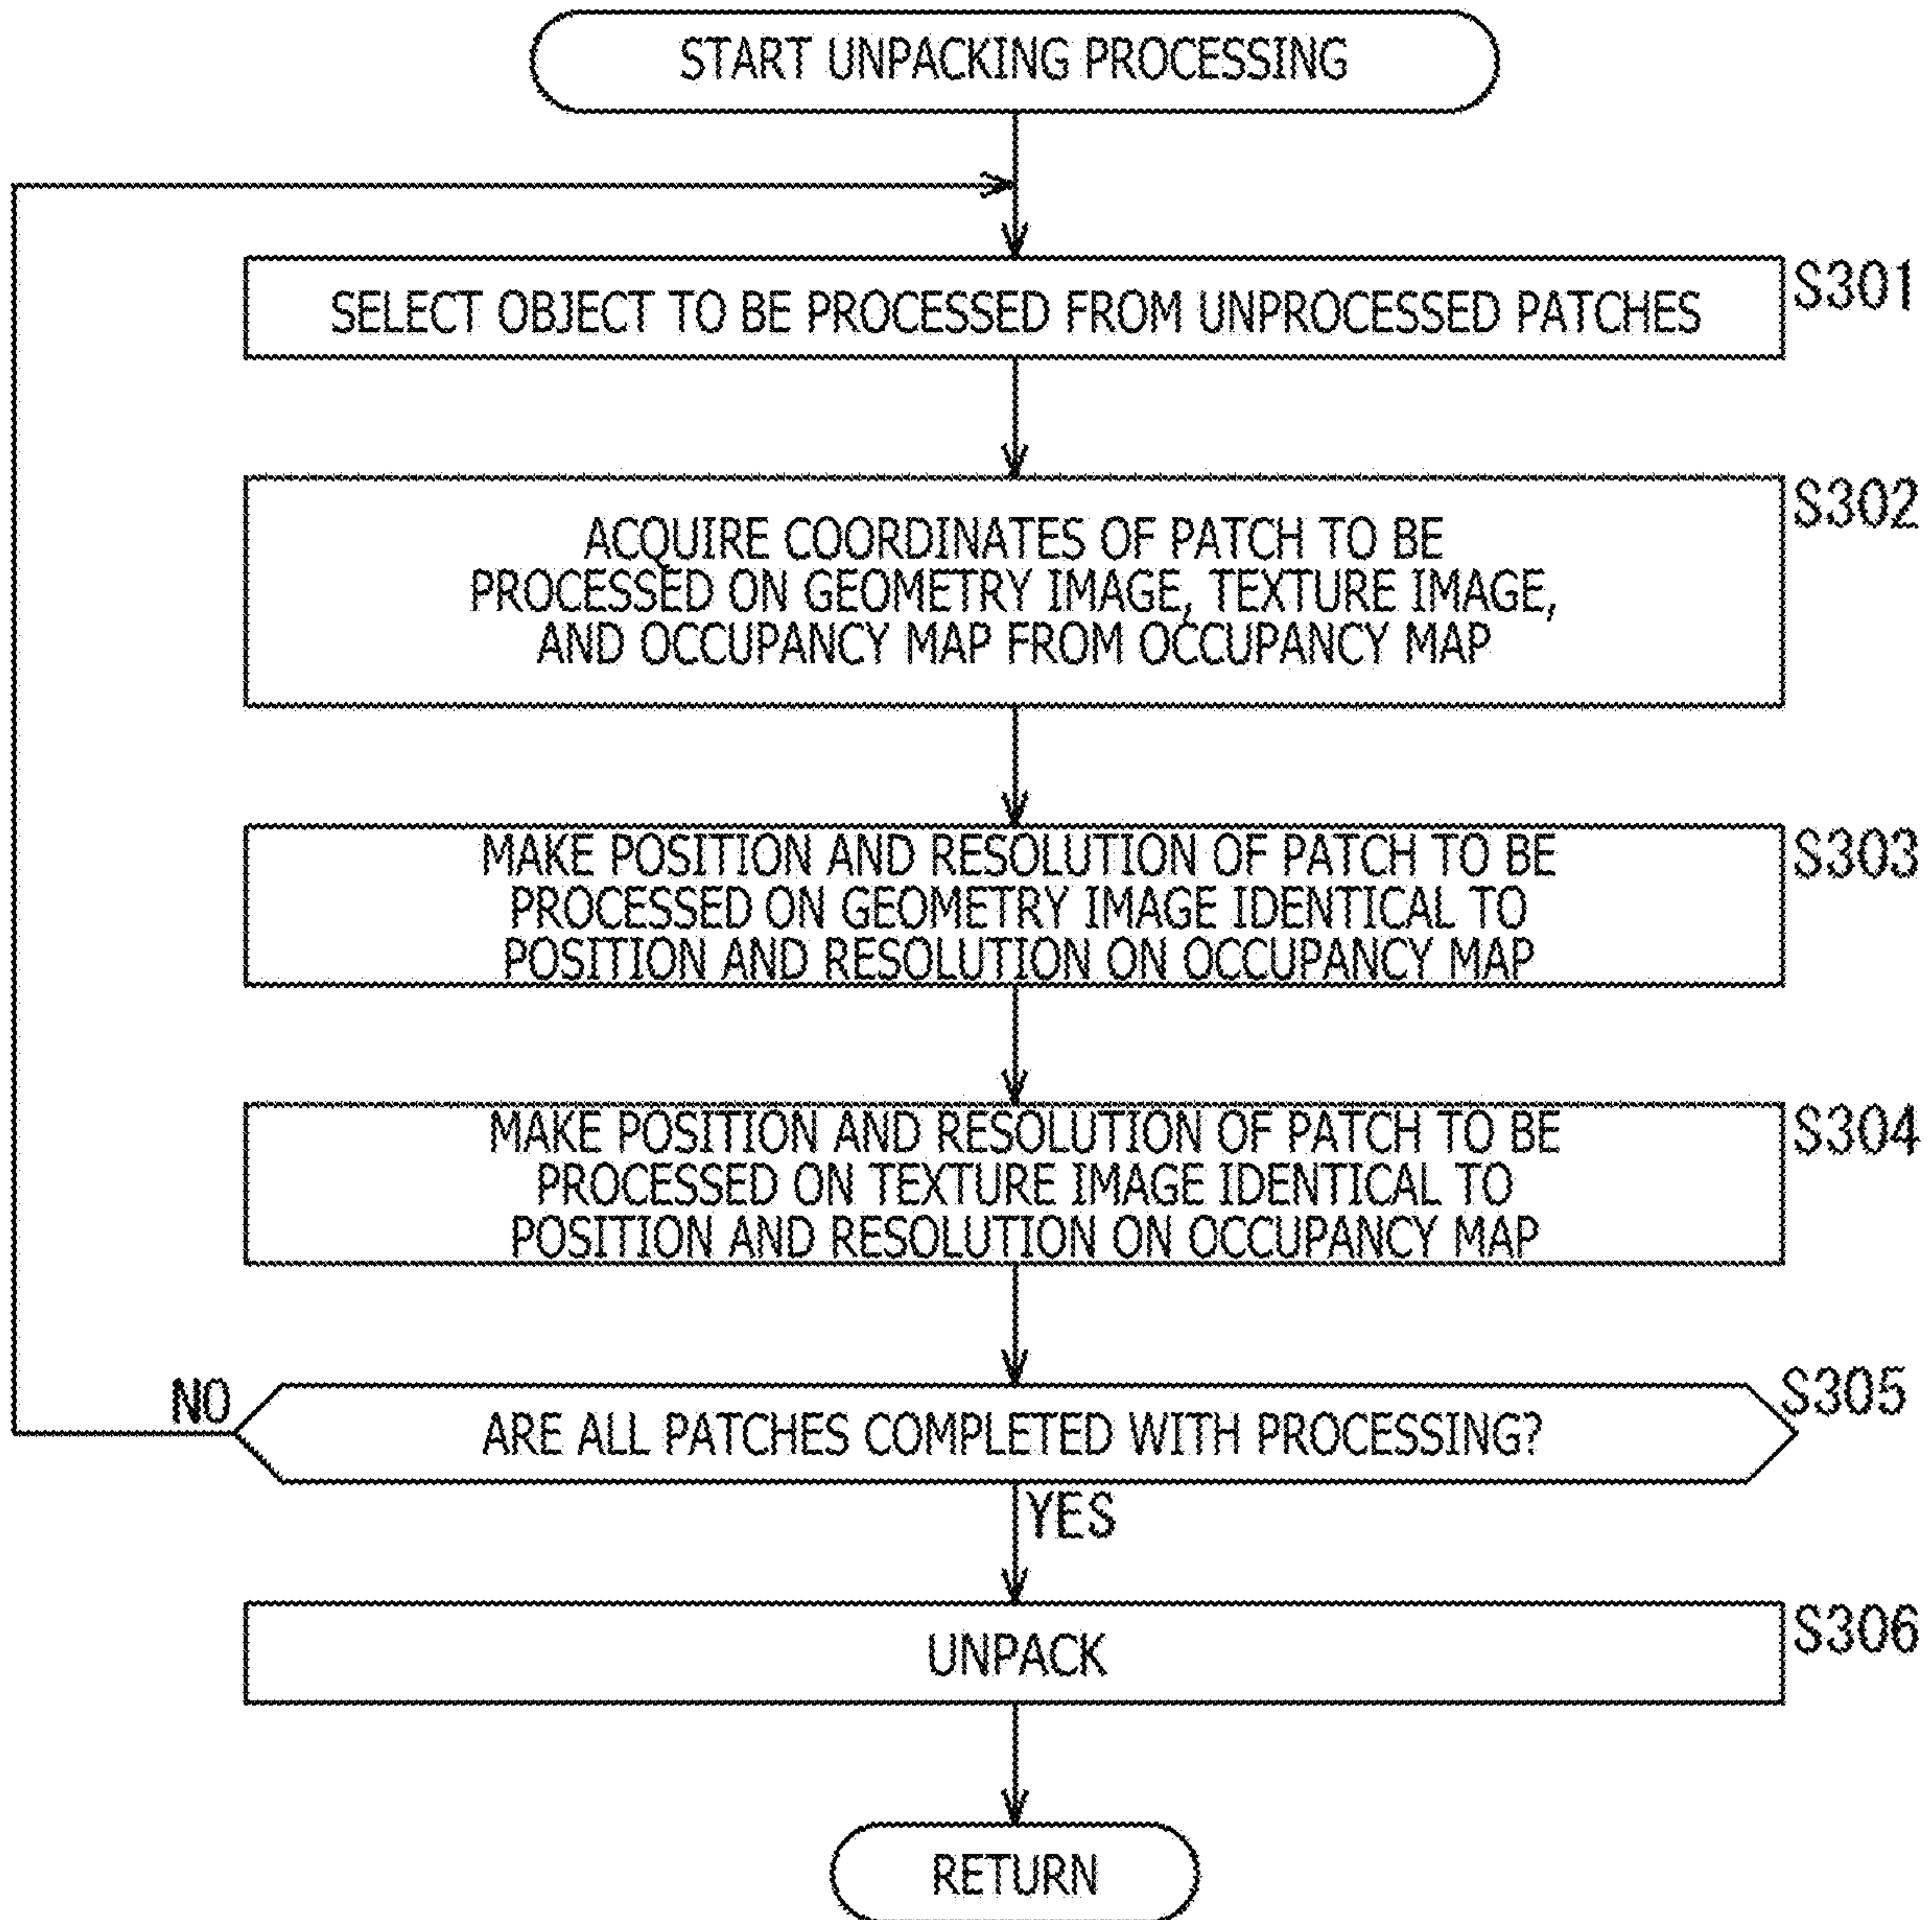 START UNPACKING PROCESSING
SELECT OBJECT TO BE PROCESSED FROM UNPROCESSED PATCHES
S301
ACQUIRE COORDINATES OF PATCH TO BE
PROCESSED ON GEOMETRY IMAGE, TEXTURE IMAGE,
AND OCCUPANCY MAP FROM OCCUPANCY MAP
S302
MAKE POSITION AND RESOLUTION OF PATCH TO BE
PROCESSED ON GEOMETRY IMAGE IDENTICAL TO
POSITION AND RESOLUTION ON OCCUPANCY MAP
S303
MAKE POSITION AND RESOLUTION OF PATCH TO BE
PROCESSED ON TEXTURE IMAGE IDENTICAL TO
POSITION AND RESOLUTION ON OCCUPANCY MAP
S304
NO
ARE ALL PATCHES COMPLETED WITH PROCESSING?
S305
YES
UNPACK
S306
RETURN